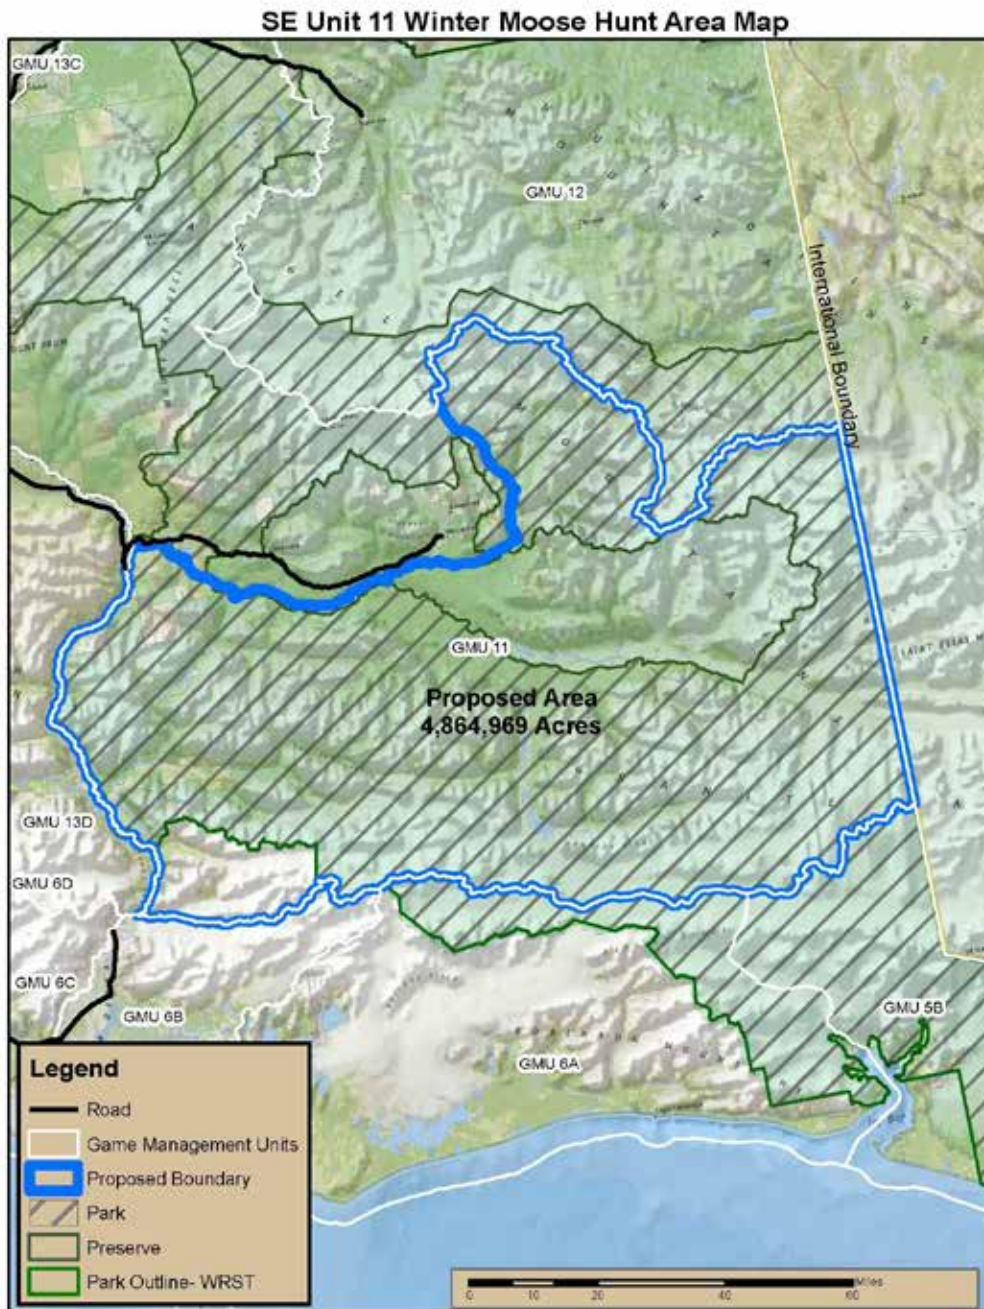 SE Unit 11 Winter Moose Hunt Area Map
GMU 13C
GMU 12
International Boundary
GMU 11
Proposed Area
4,864,969 Acres
GMU 13D
GMU 6D
GMU 6C
GMU 6B
GMU 5B
GMU 6A
Legend
Road
Game Management Units
Proposed Boundary
Park
Preserve
Park Outline- WRST
Miles
0 10 20 40 60